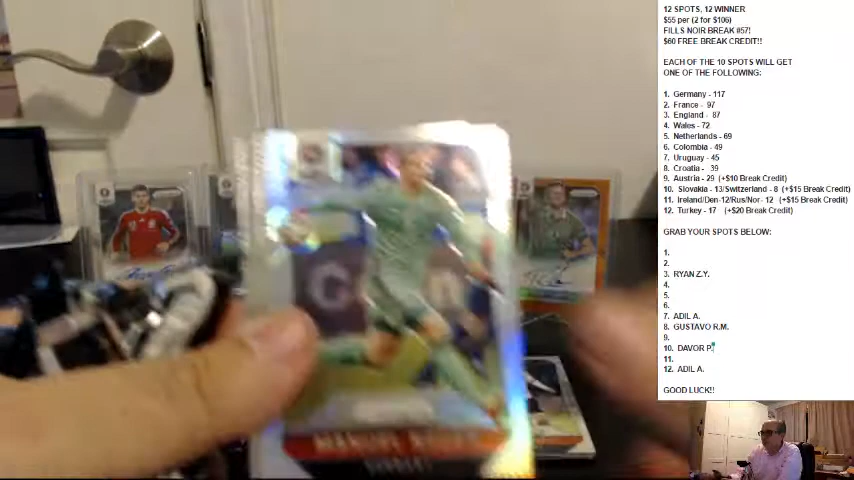 12 SPOTS, 12 WINNER
$55 per (2 for $106)
FILLS NOIR BREAK #57!
$60 FREE BREAK CREDIT!!
EACH OF THE 10 SPOTS WILL GET
ONE OF THE FOLLOWING:
1. Germany - 117
2. France - 97
3. England - 87
4. Wales - 72
5. Netherlands - 69
6. Colombia - 49
7. Uruguay - 45
8. Croatia - 39
9. Austria - 29 (+$10 Break Credit)
10. Slovakia - 13/Switzerland - 8 (+$15 Break Credit)
11. Ireland/Den-12/Rus/Nor- 12 (+$15 Break Credit)
12. Turkey - 17 (+$20 Break Credit)
GRAB YOUR SPOTS BELOW:
1.
2.
3. RYAN Z.Y.
4.
5.
6.
7. ADIL A.
8. GUSTAVO R.M.
9.
10. DAVOR P.
11.
12. ADIL A.
GOOD LUCK!!
MANUEL